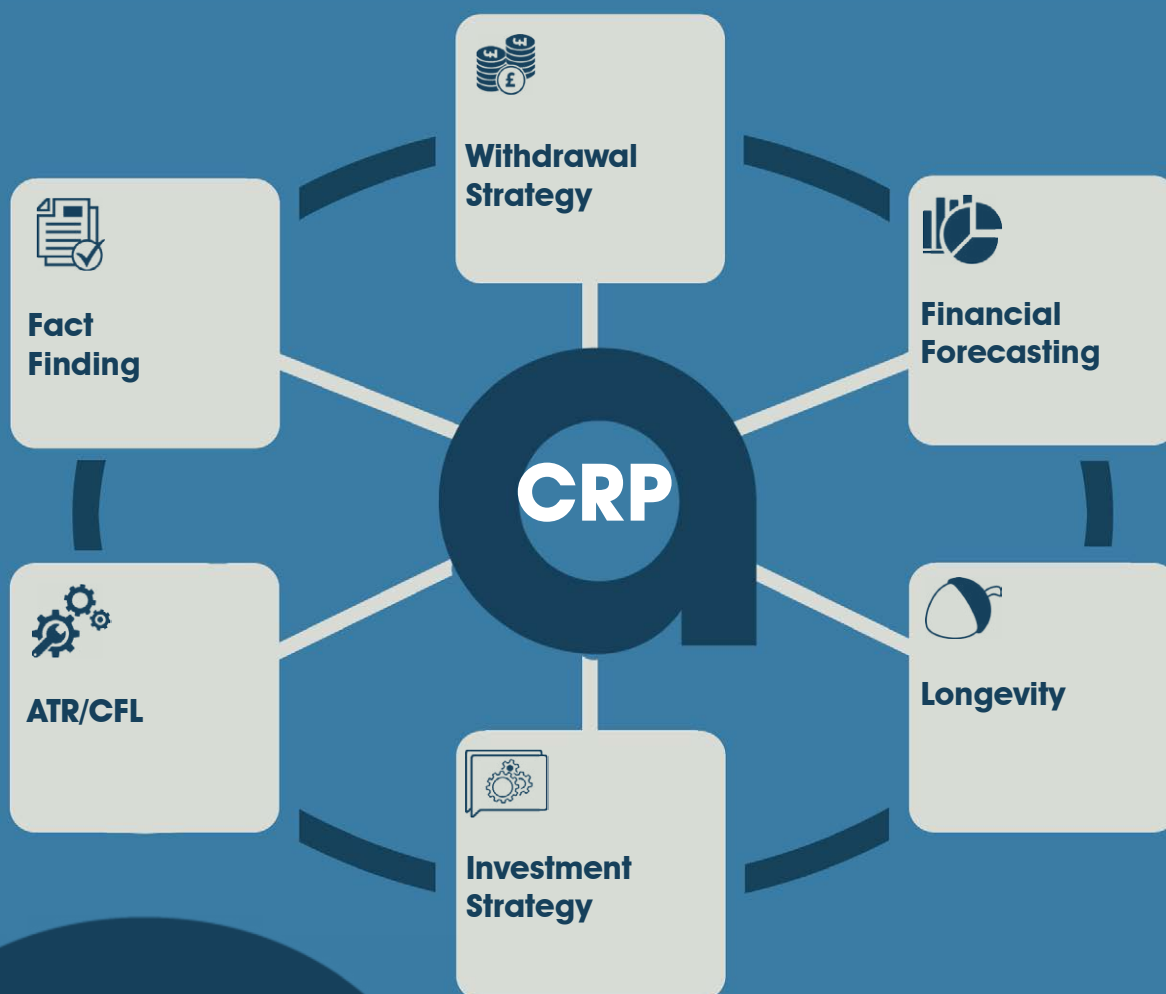 Withdrawal
Strategy
Fact
Finding
Financial
Forecasting
CRP
ATR/CFL
Longevity
Investment
Strategy